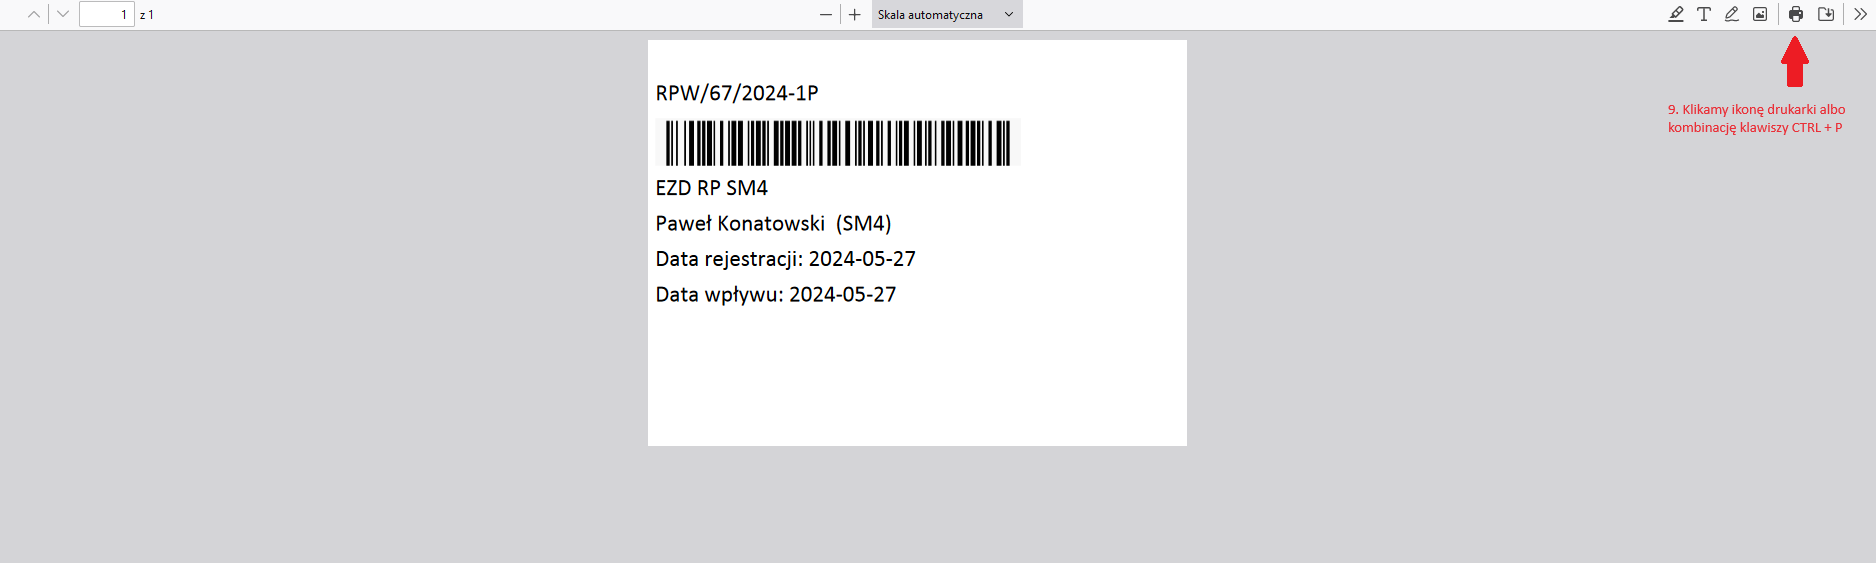 1 z 1
Skala automatyczna
RPW/67/2024-1P
EZD RP SM4
Paweł Konatowski (SM4)
Data rejestracji: 2024-05-27
Data wpływu: 2024-05-27
9. Klikamy ikonę drukarki albo
kombinację klawiszy CTRL + P